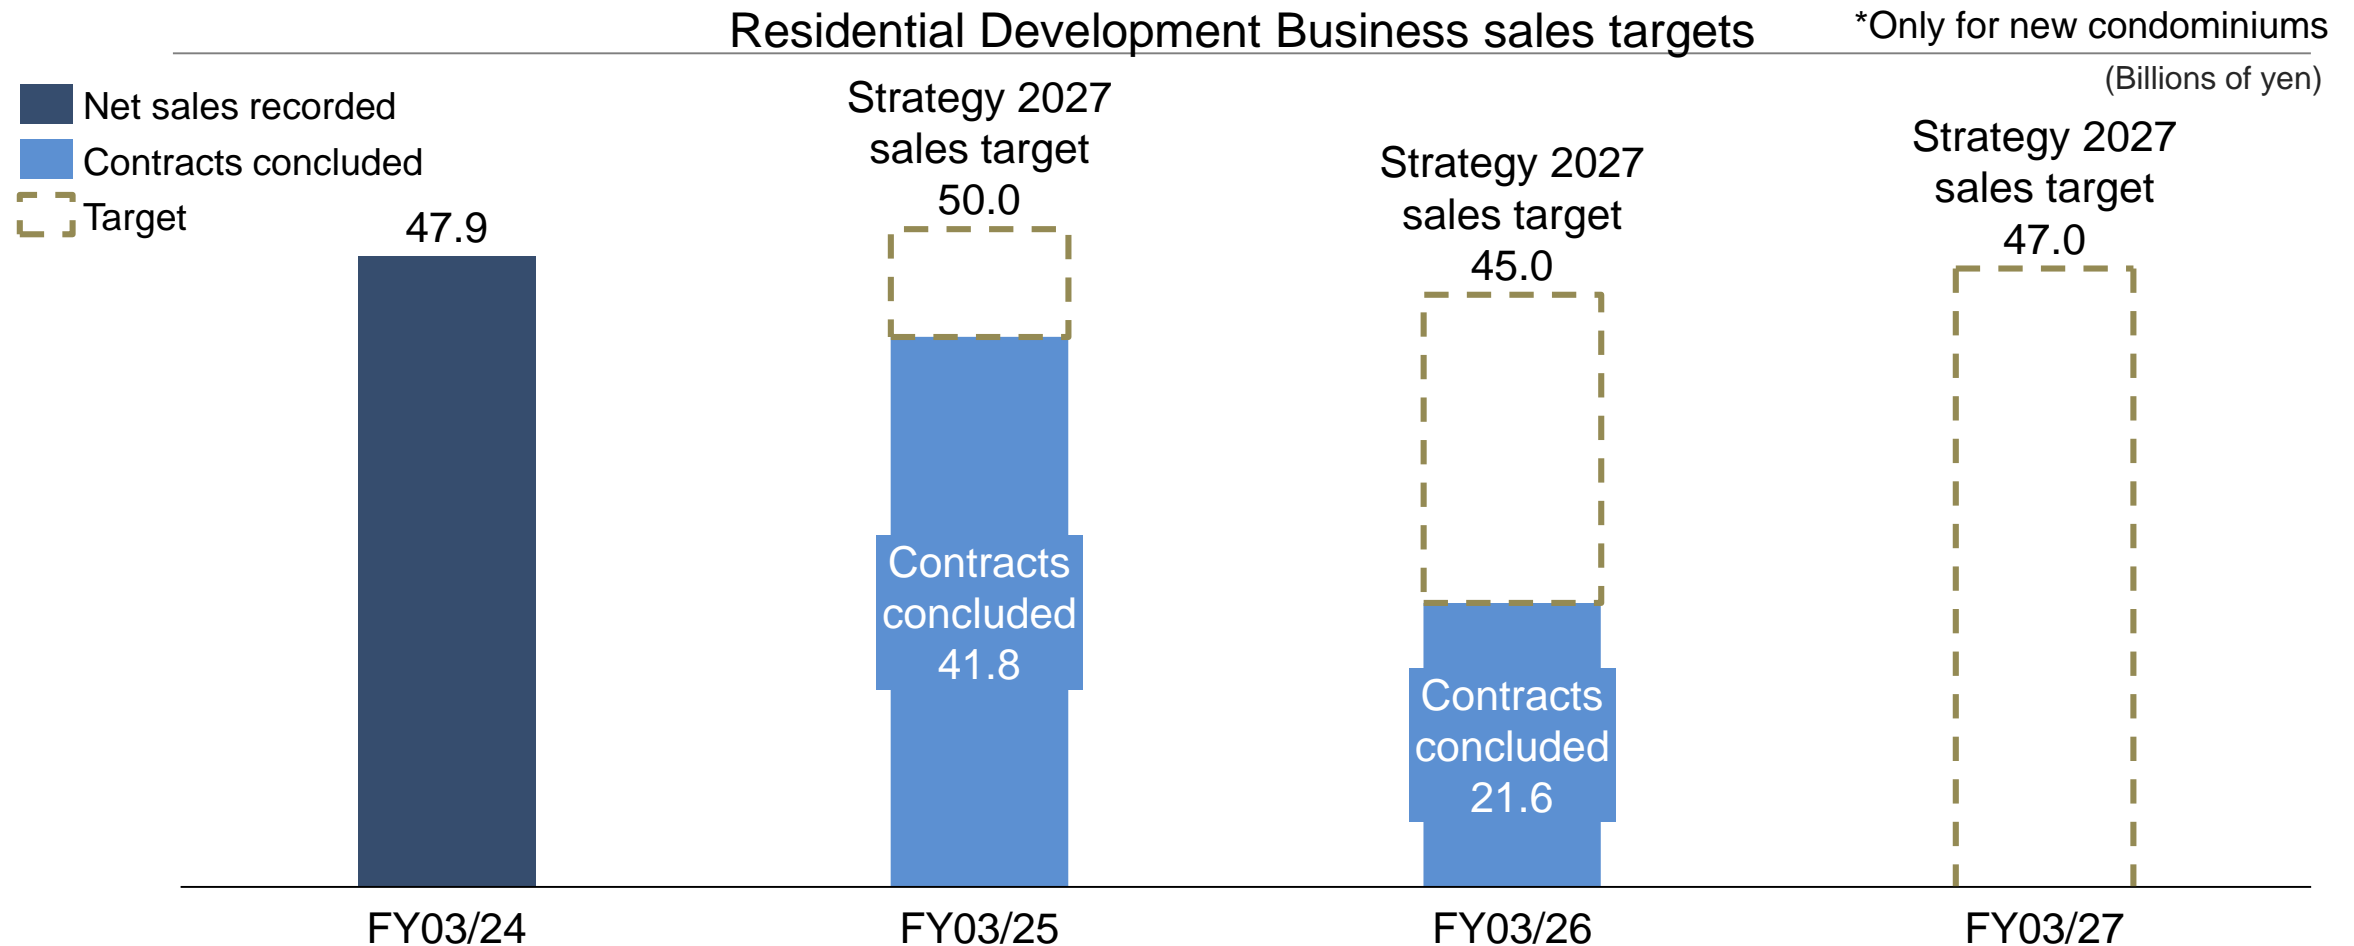 Residential Development Business sales targets
*Only for new condominiums
(Billions of yen)
Net sales recorded
Contracts concluded
Target
47.9
Strategy 2027
sales target
50.0
Contracts
concluded
41.8
Strategy 2027
sales target
45.0
Contracts
concluded
21.6
Strategy 2027
sales target
47.0
FY03/24
FY03/25
FY03/26
FY03/27